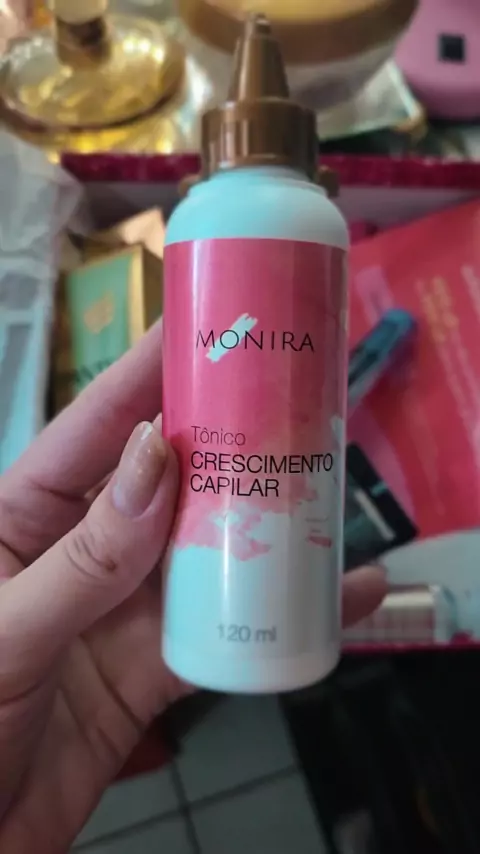 MONIRA
Tônico
CRESCIMENTO
CAPILAR
120 ml